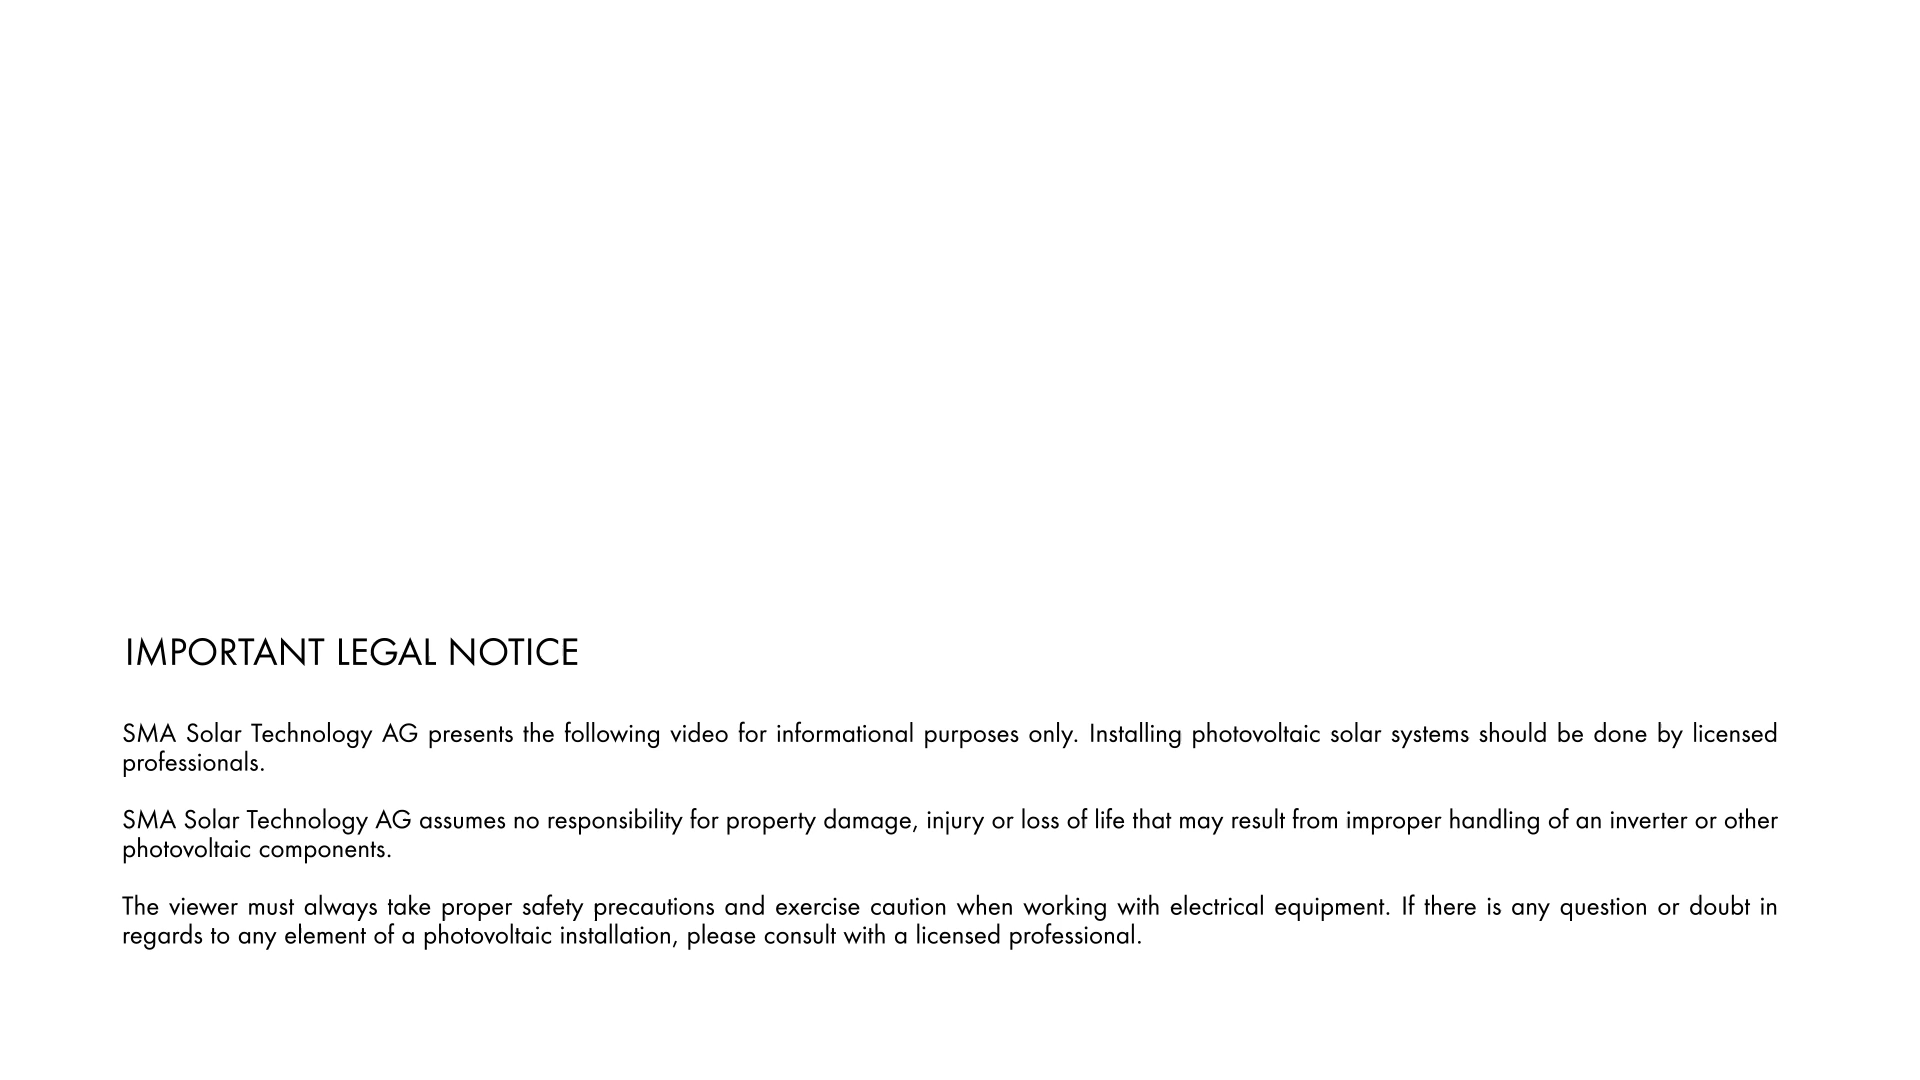 IMPORTANT LEGAL NOTICE
SMA Solar Technology AG presents the following video for informational purposes only. Installing photovoltaic solar systems should be done by licensed
professionals.
SMA Solar Technology AG assumes no responsibility for property damage, injury or loss of life that may result from improper handling of an inverter or other
photovoltaic components.
The viewer must always take proper safety precautions and exercise caution when working with electrical equipment. If there is any question or doubt in
regards to any element of a photovoltaic installation, please consult with a licensed professional.